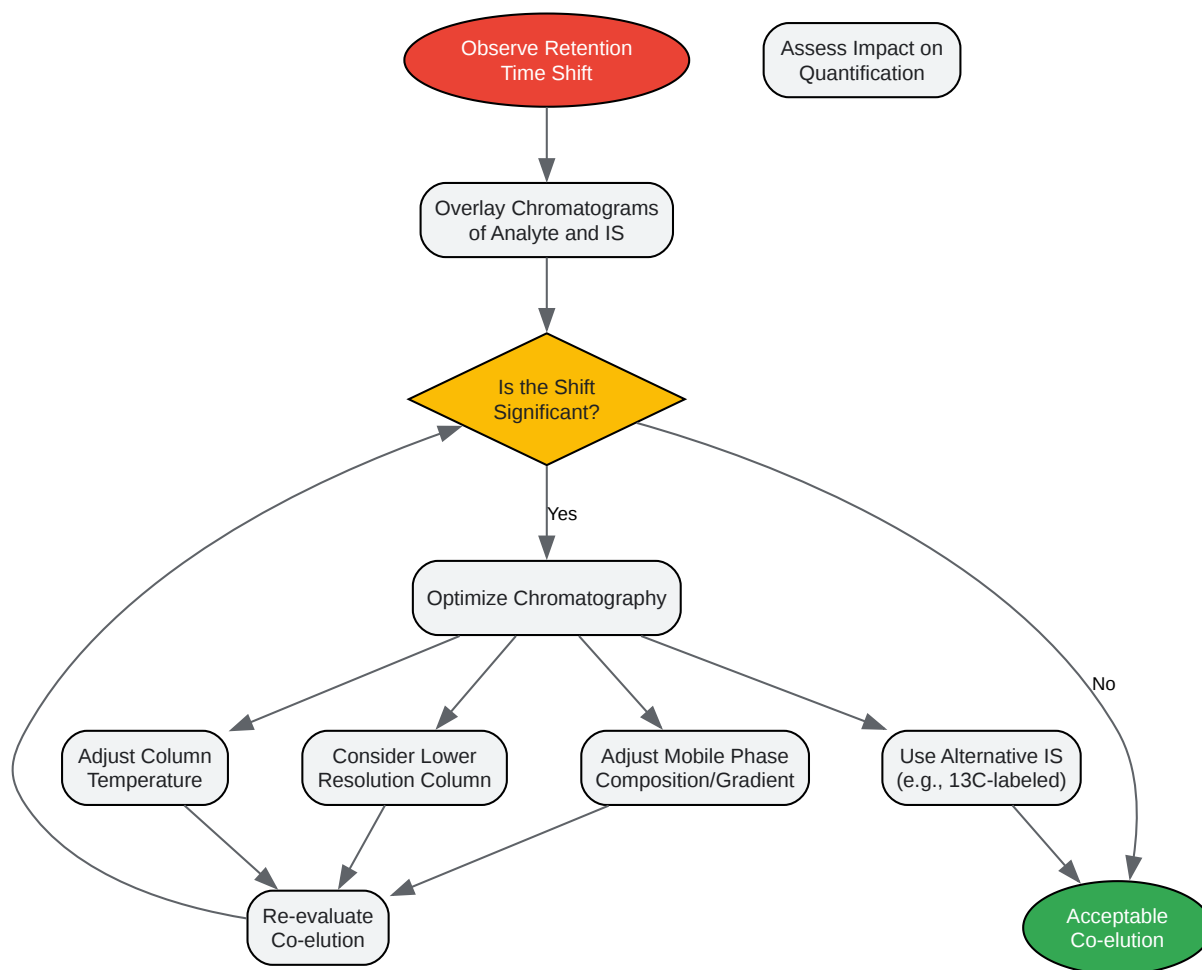 Observe Retention
Time Shift
Assess Impact on
Quantification
Overlay Chromatograms
of Analyte and IS
Is the Shift
Significant?
Yes
Optimize Chromatography
No
Adjust Column
Temperature
Consider Lower
Resolution Column
Adjust Mobile Phase
Composition/Gradient
Use Alternative IS
(e.g., 13C-labeled)
Re-evaluate
Co-elution
Acceptable
Co-elution